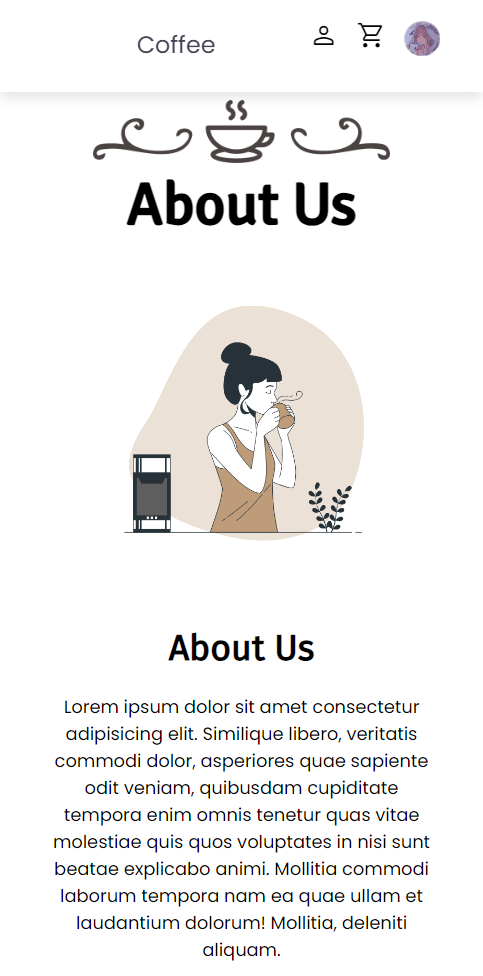 Coffee
About Us
About Us
Lorem ipsum dolor sit amet consectetur
adipisicing elit. Similique libero, veritatis
commodi dolor, asperiores quae sapiente
odit veniam, quibusdam cupiditate
tempora enim omnis tenetur quas vitae
molestiae quis quos voluptates in nisi sunt
beatae explicabo animi. Mollitia commodi
laborum tempora nam ea quae ullam et
laudantium dolorum! Mollitia, deleniti
aliquam.